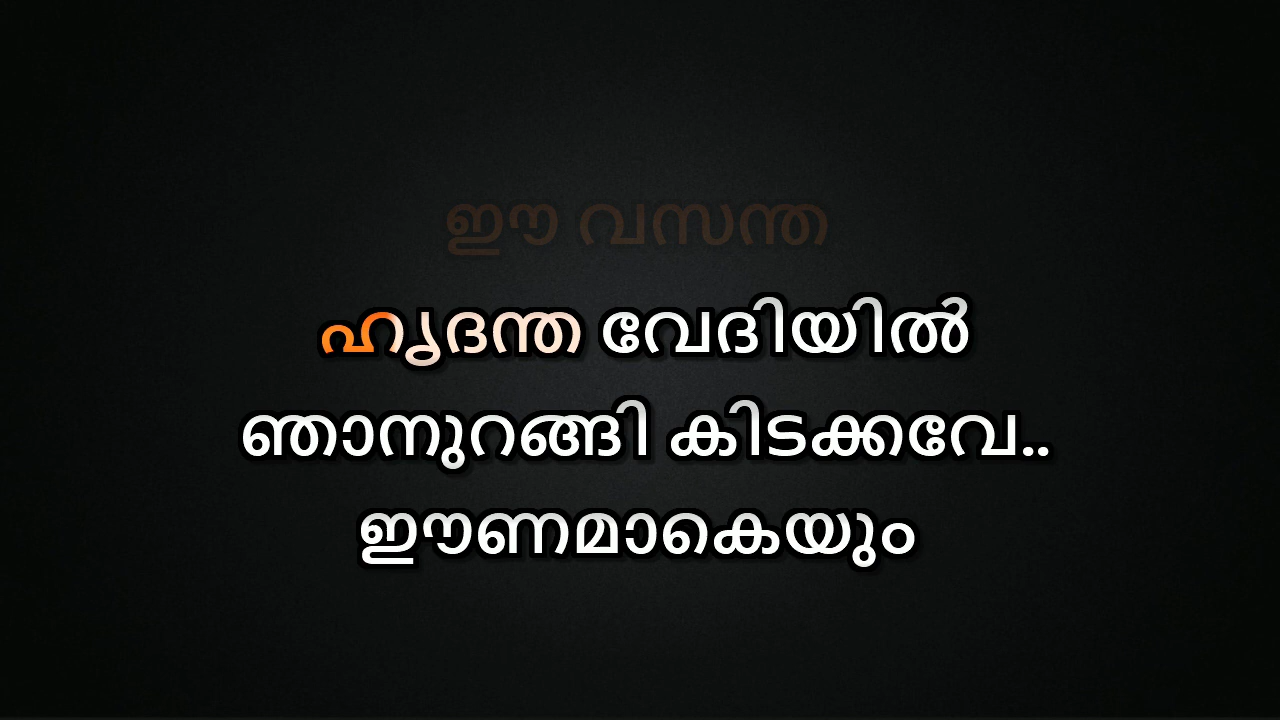 ഈ വസന്ത
ഹൃദന്ത വേദിയിൽ
ഞാനുറങ്ങി കിടക്കവേ..
ഈണമാകെയും